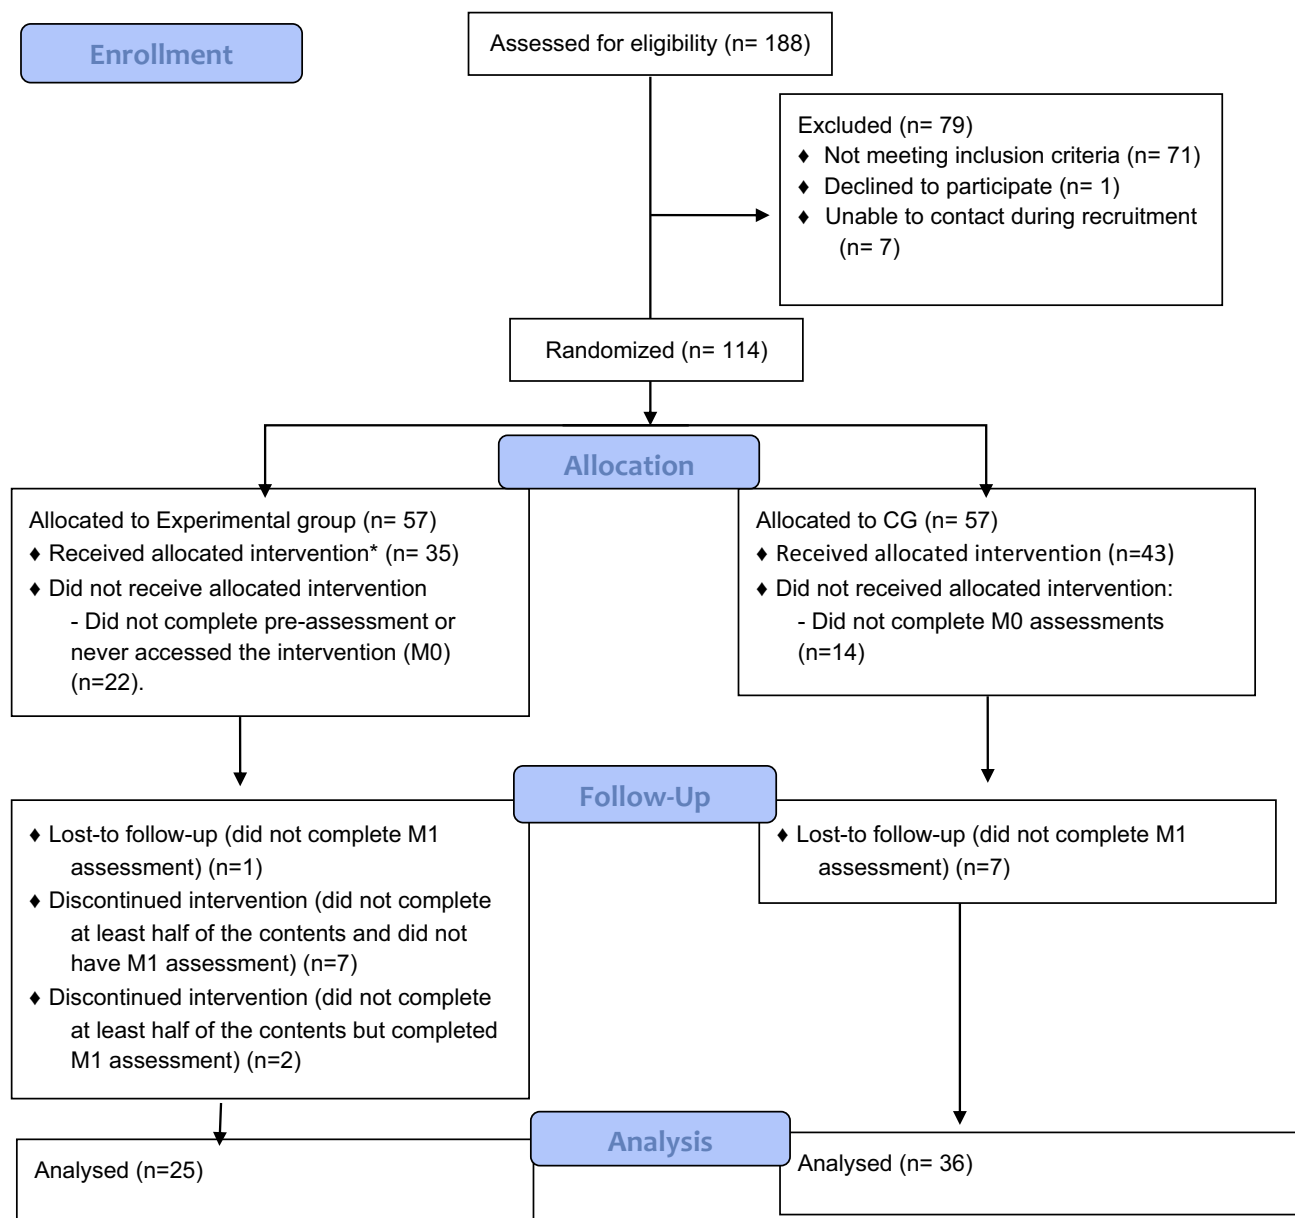 Enrollment
Assessed for eligibility (n= 188)
Excluded (n= 79)
♦ Not meeting inclusion criteria (n= 71)
♦ Declined to participate (n= 1)
♦ Unable to contact during recruitment
(n= 7)
Randomized (n= 114)
Allocation
Allocated to Experimental group (n= 57)
♦ Received allocated intervention* (n= 35)
♦ Did not receive allocated intervention
- Did not complete pre-assessment or
never accessed the intervention (M0)
(n=22).
Allocated to CG (n= 57)
♦ Received allocated intervention (n=43)
♦ Did not received allocated intervention:
- Did not complete M0 assessments
(n=14)
Follow-Up
♦ Lost-to follow-up (did not complete M1
assessment) (n=1)
♦ Discontinued intervention (did not complete
at least half of the contents and did not
have M1 assessment) (n=7)
♦ Discontinued intervention (did not complete
at least half of the contents but completed
M1 assessment) (n=2)
♦ Lost-to follow-up (did not complete M1
assessment) (n=7)
Analysis
Analysed (n=25)
Analysed (n= 36)